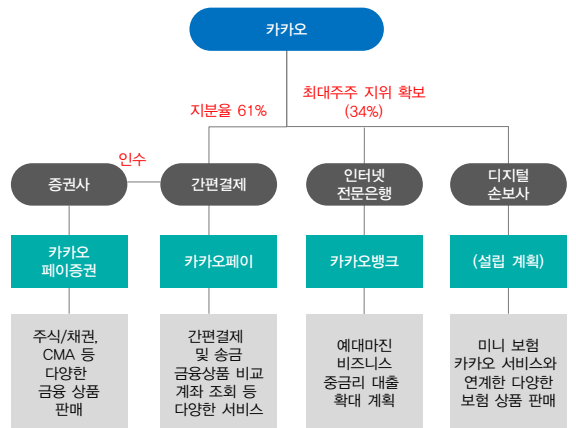 카카오
지분율 61%
최대주주 지위 확보
(34%)
인수
증권사
간편결제
인터넷
전문은행
디지털
손보사
카카오
페이증권
카카오페이
카카오뱅크
(설립 계획)
주식/채권,
CMA 등
다양한
금융 상품
판매
간편결제
및 송금
금융상품 비교
계좌 조회 등
다양한 서비스
예대마진
비즈니스
중금리 대출
확대 계획
미니 보험
카카오 서비스와
연계한 다양한
보험 상품 판매